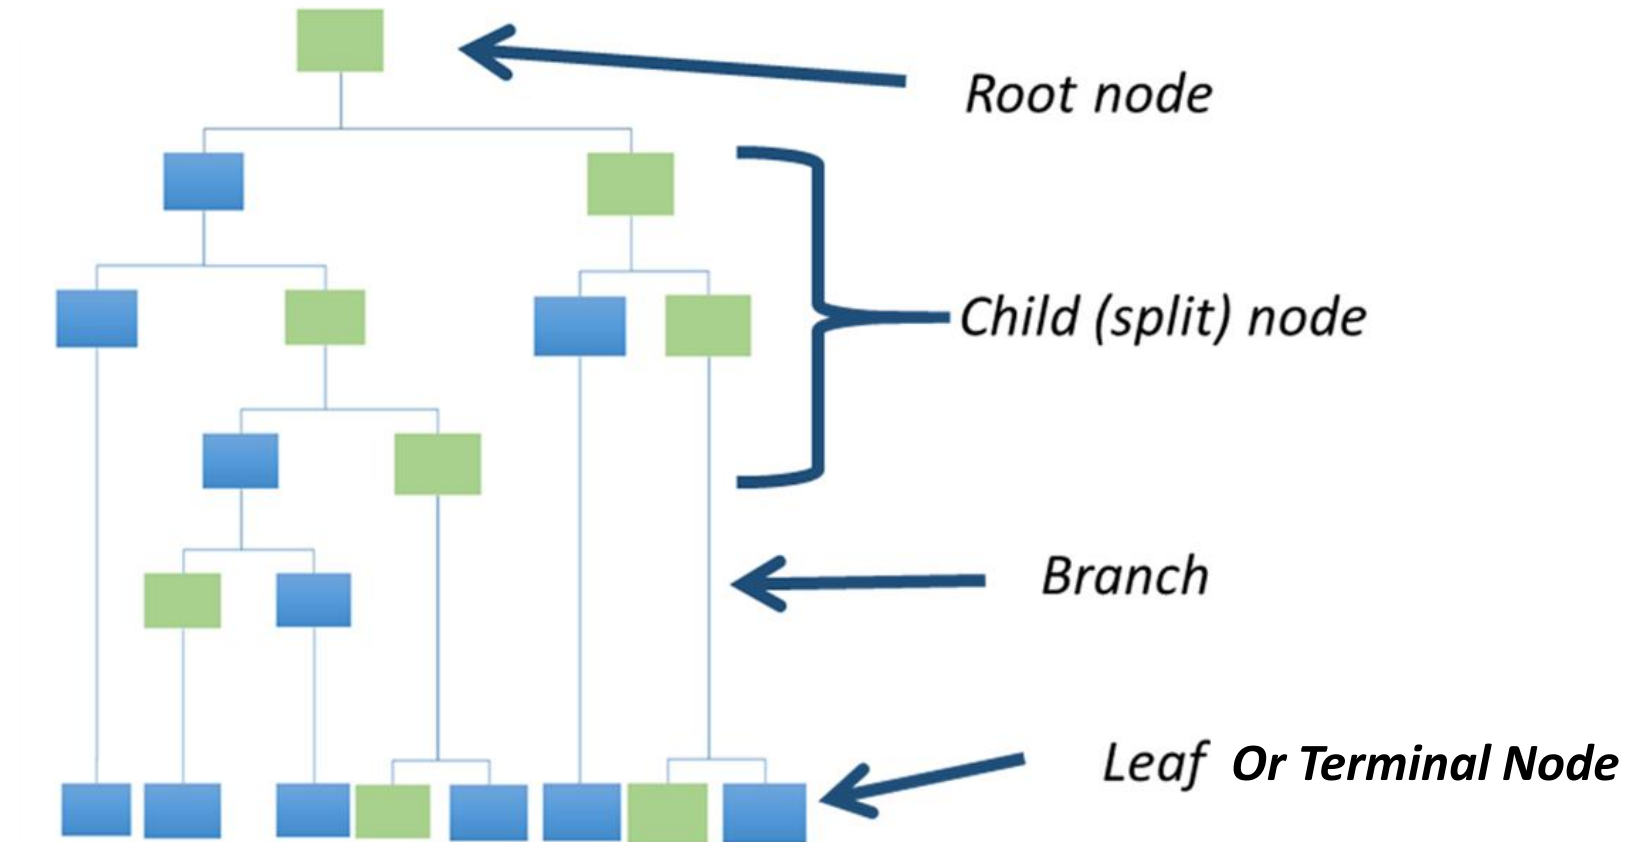 Root node
Child (split) node
Branch
Leaf Or Terminal Node